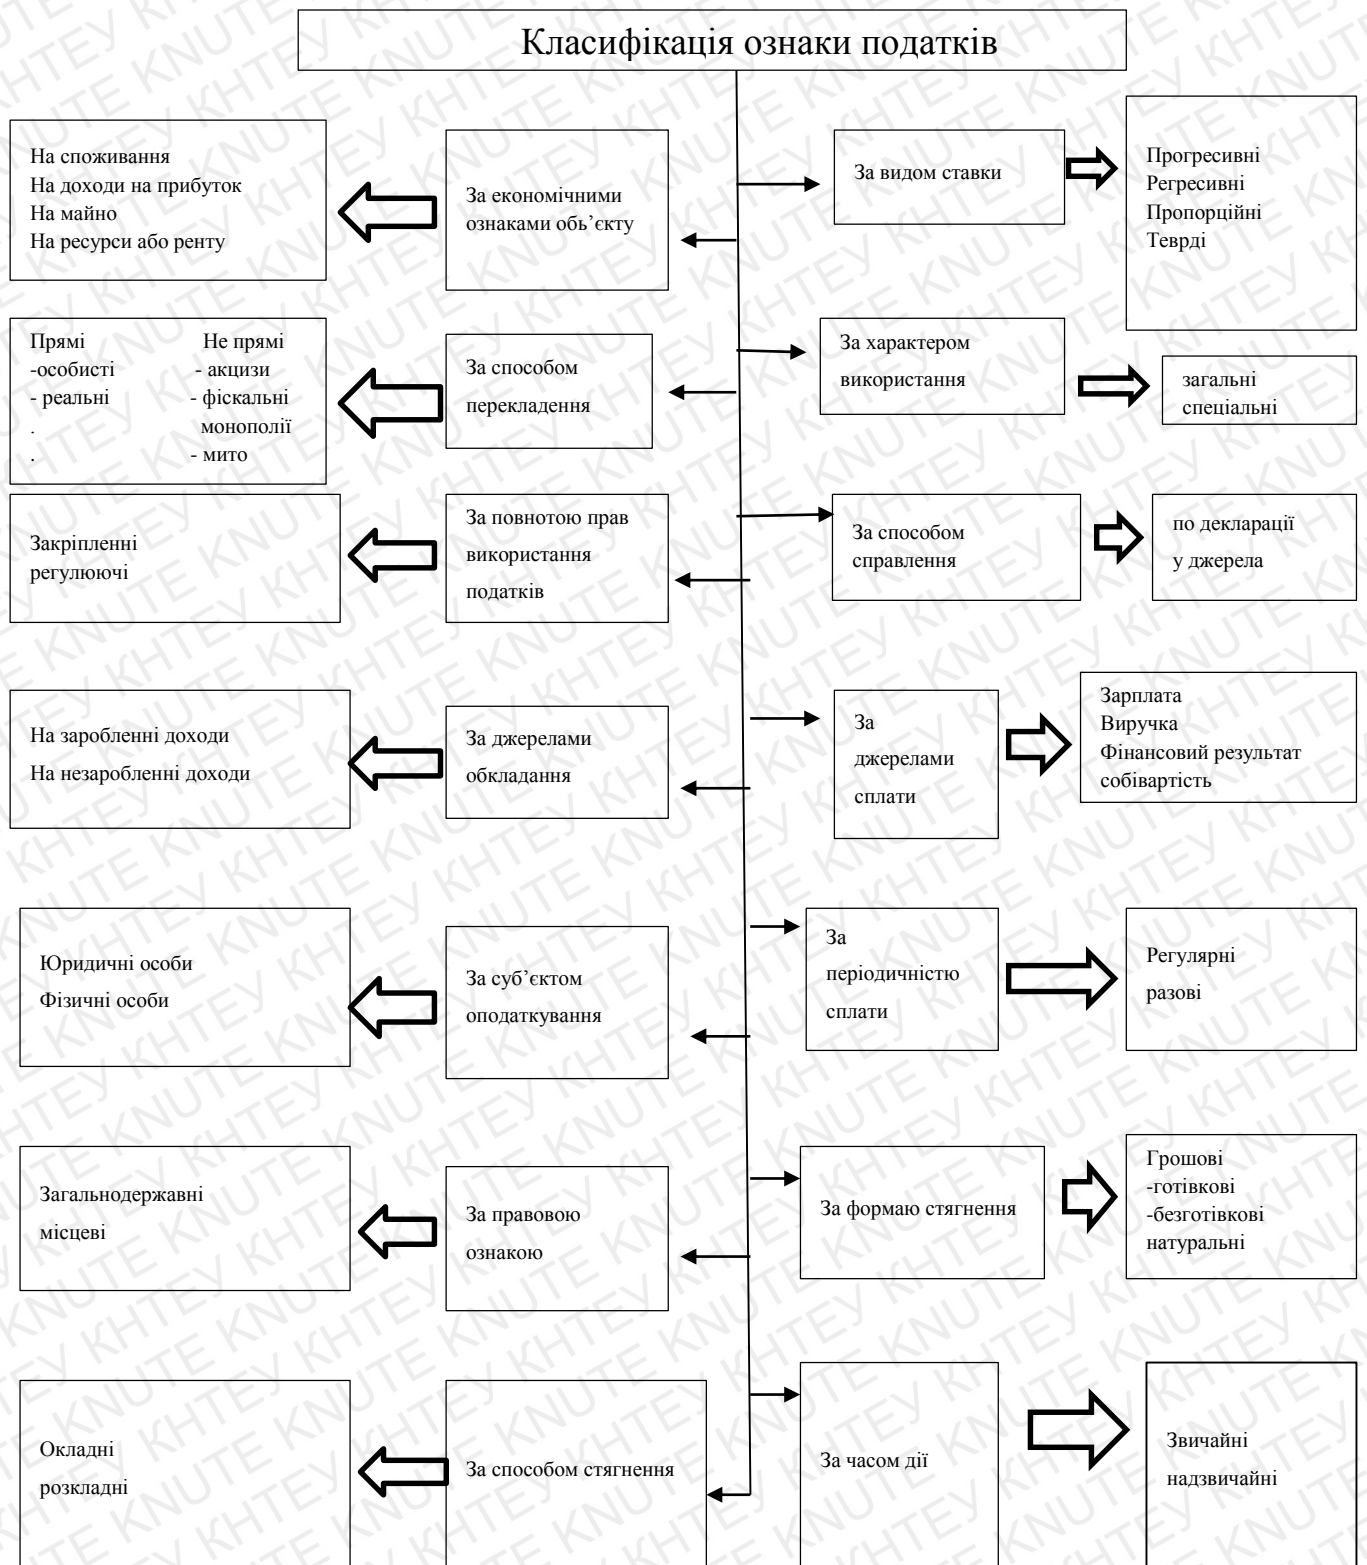 Класифікація ознаки податків
На споживання
На доходи на прибуток
На майно
На ресурси або ренту
За економічними
ознаками обь’єкту
За видом ставки
Прогресивні
Регресивні
Пропорційні
Теврді
Прямі Не прямі
-особисті - акцизи
- реальні - фіскальні
. монополії
. - мито
За способом
перекладення
За характером
використання
загальні
спеціальні
Закріпленні
регулюючі
За повнотою прав
використання
податків
За способом
справлення
по декларації
у джерела
На заробленні доходи
На незаробленні доходи
За джерелами
обкладання
За
джерелами
сплати
Зарплата
Виручка
Фінансовий результат
собівартість
Юридичні особи
Фізичні особи
За суб’єктом
оподаткування
За
періодичністю
сплати
Регулярні
разові
Загальнодержавні
місцеві
За правовою
ознакою
За формаю стягнення
Грошові
-готівкові
-безготівкові
натуральні
Окладні
розкладні
За способом стягнення
За часом дії
Звичайні
надзвичайні